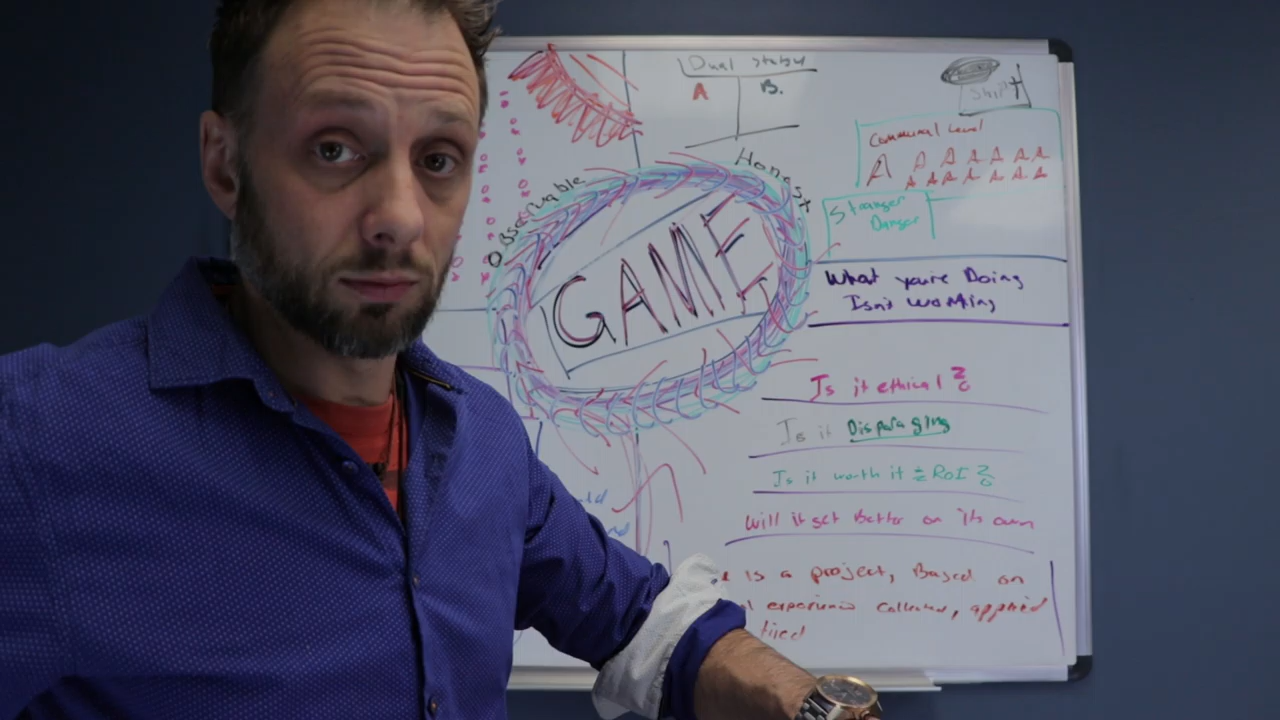 Dual Status
A
B.
Shift
Communal Level
A A A A A A A
A A A A A A
Stranger
Danger
Obsequiable
Honest
GAME
What you're Doing
Isn't working
Is it ethical ?
Is it Disparaging
Is it worth it = ROI ?
Will it get Better on its own
is a project, Based on
experience collected, applied
tired